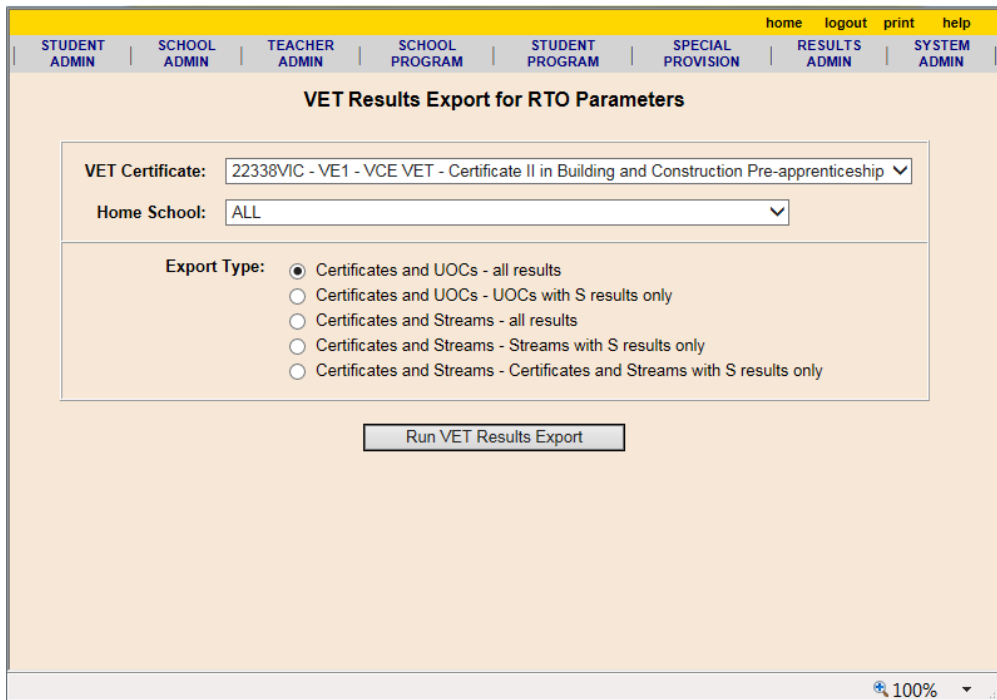 home logout print help
STUDENT ADMIN | SCHOOL ADMIN | TEACHER ADMIN | SCHOOL PROGRAM | STUDENT PROGRAM | SPECIAL PROVISION | RESULTS ADMIN | SYSTEM ADMIN
VET Results Export for RTO Parameters
VET Certificate: 22338VIC - VE1 - VCE VET - Certificate II in Building and Construction Pre-apprenticeship
Home School: ALL
Export Type: Certificates and UOCs - all results
Certificates and UOCs - UOCs with S results only
Certificates and Streams - all results
Certificates and Streams - Streams with S results only
Certificates and Streams - Certificates and Streams with S results only
Run VET Results Export
100%